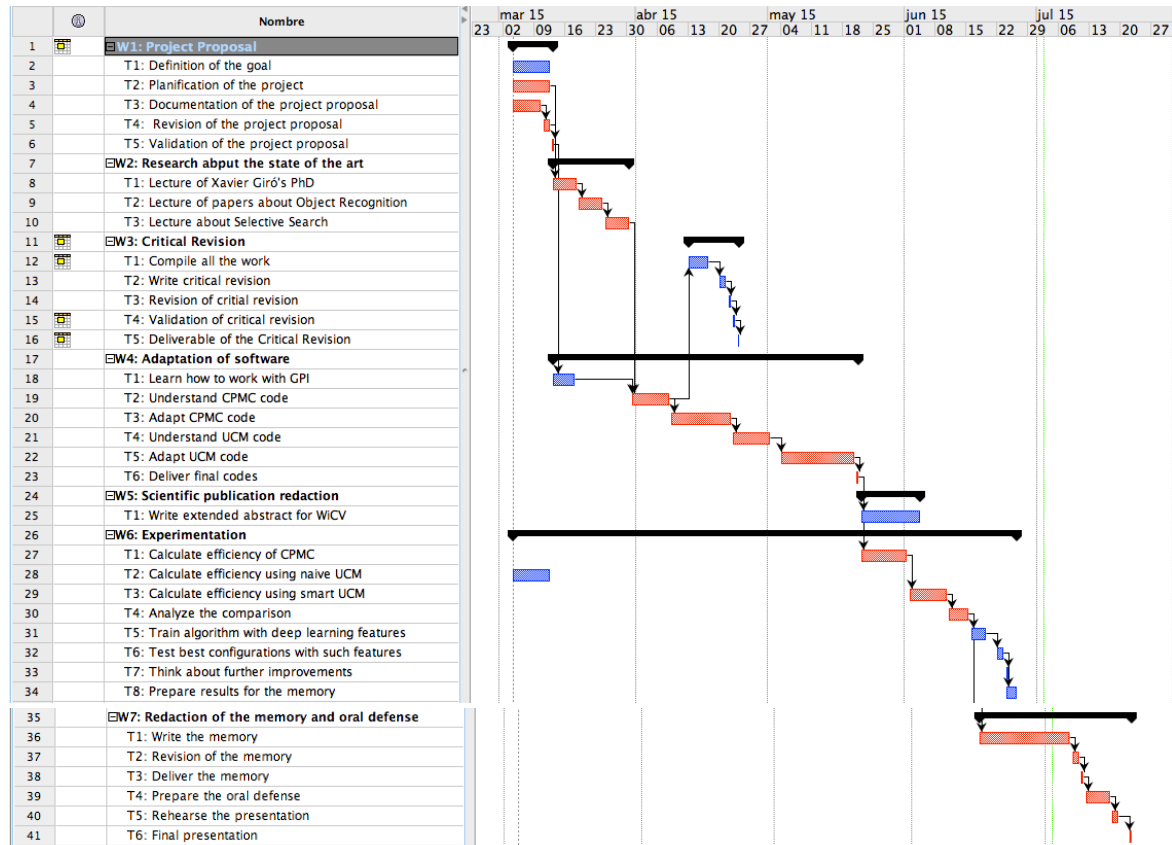 Nombre
mar 15 abr 15 may 15 jun 15 jul 15
23 02 09 16 23 30 06 13 20 27 04 11 18 25 01 08 15 22 29 06 13 20 27
1 W1: Project Proposal
2 T1: Definition of the goal
3 T2: Planification of the project
4 T3: Documentation of the project proposal
5 T4: Revision of the project proposal
6 T5: Validation of the project proposal
7 W2: Research abput the state of the art
8 T1: Lecture of Xavier Giró's PhD
9 T2: Lecture of papers about Object Recognition
10 T3: Lecture about Selective Search
11 W3: Critical Revision
12 T1: Compile all the work
13 T2: Write critical revision
14 T3: Revision of critial revision
15 T4: Validation of critical revision
16 T5: Deliverable of the Critical Revision
17 W4: Adaptation of software
18 T1: Learn how to work with GPI
19 T2: Understand CPMC code
20 T3: Adapt CPMC code
21 T4: Understand UCM code
22 T5: Adapt UCM code
23 T6: Deliver final codes
24 W5: Scientific publication redaction
25 T1: Write extended abstract for WiCV
26 W6: Experimentation
27 T1: Calculate efficiency of CPMC
28 T2: Calculate efficiency using naive UCM
29 T3: Calculate efficiency using smart UCM
30 T4: Analyze the comparison
31 T5: Train algorithm with deep learning features
32 T6: Test best configurations with such features
33 T7: Think about further improvements
34 T8: Prepare results for the memory
35 W7: Redaction of the memory and oral defense
36 T1: Write the memory
37 T2: Revision of the memory
38 T3: Deliver the memory
39 T4: Prepare the oral defense
40 T5: Rehearse the presentation
41 T6: Final presentation